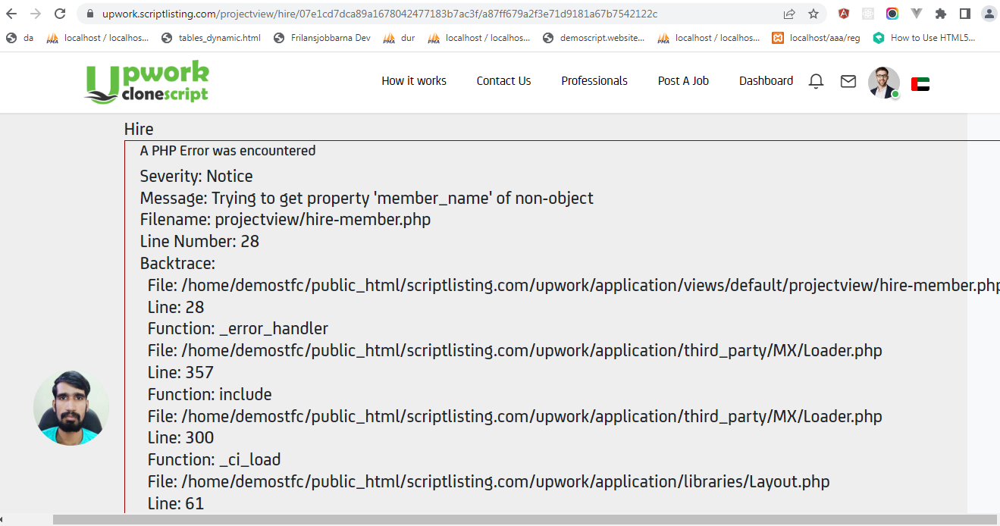 upwork.scriptlisting.com/projectview/hire/07e1cd7dca89a1678042477183b7ac3f/a87ff679a2f3e71d9181a67b7542122c
da localhost / localhos... tables_dynamic.html Frilansjobbarna Dev dur localhost / localhos... demoscript.website... localhost / localhos... localhost/aaa/reg How to Use HTML5...
Upwork
clonescript
How it works Contact Us Professionals Post A Job Dashboard
Hire
A PHP Error was encountered
Severity: Notice
Message: Trying to get property 'member_name' of non-object
Filename: projectview/hire-member.php
Line Number: 28
Backtrace:
File: /home/demostfc/public_html/scriptlisting.com/upwork/application/views/default/projectview/hire-member.php
Line: 28
Function: _error_handler
File: /home/demostfc/public_html/scriptlisting.com/upwork/application/third_party/MX/Loader.php
Line: 357
Function: include
File: /home/demostfc/public_html/scriptlisting.com/upwork/application/third_party/MX/Loader.php
Line: 300
Function: _ci_load
File: /home/demostfc/public_html/scriptlisting.com/upwork/application/libraries/Layout.php
Line: 61